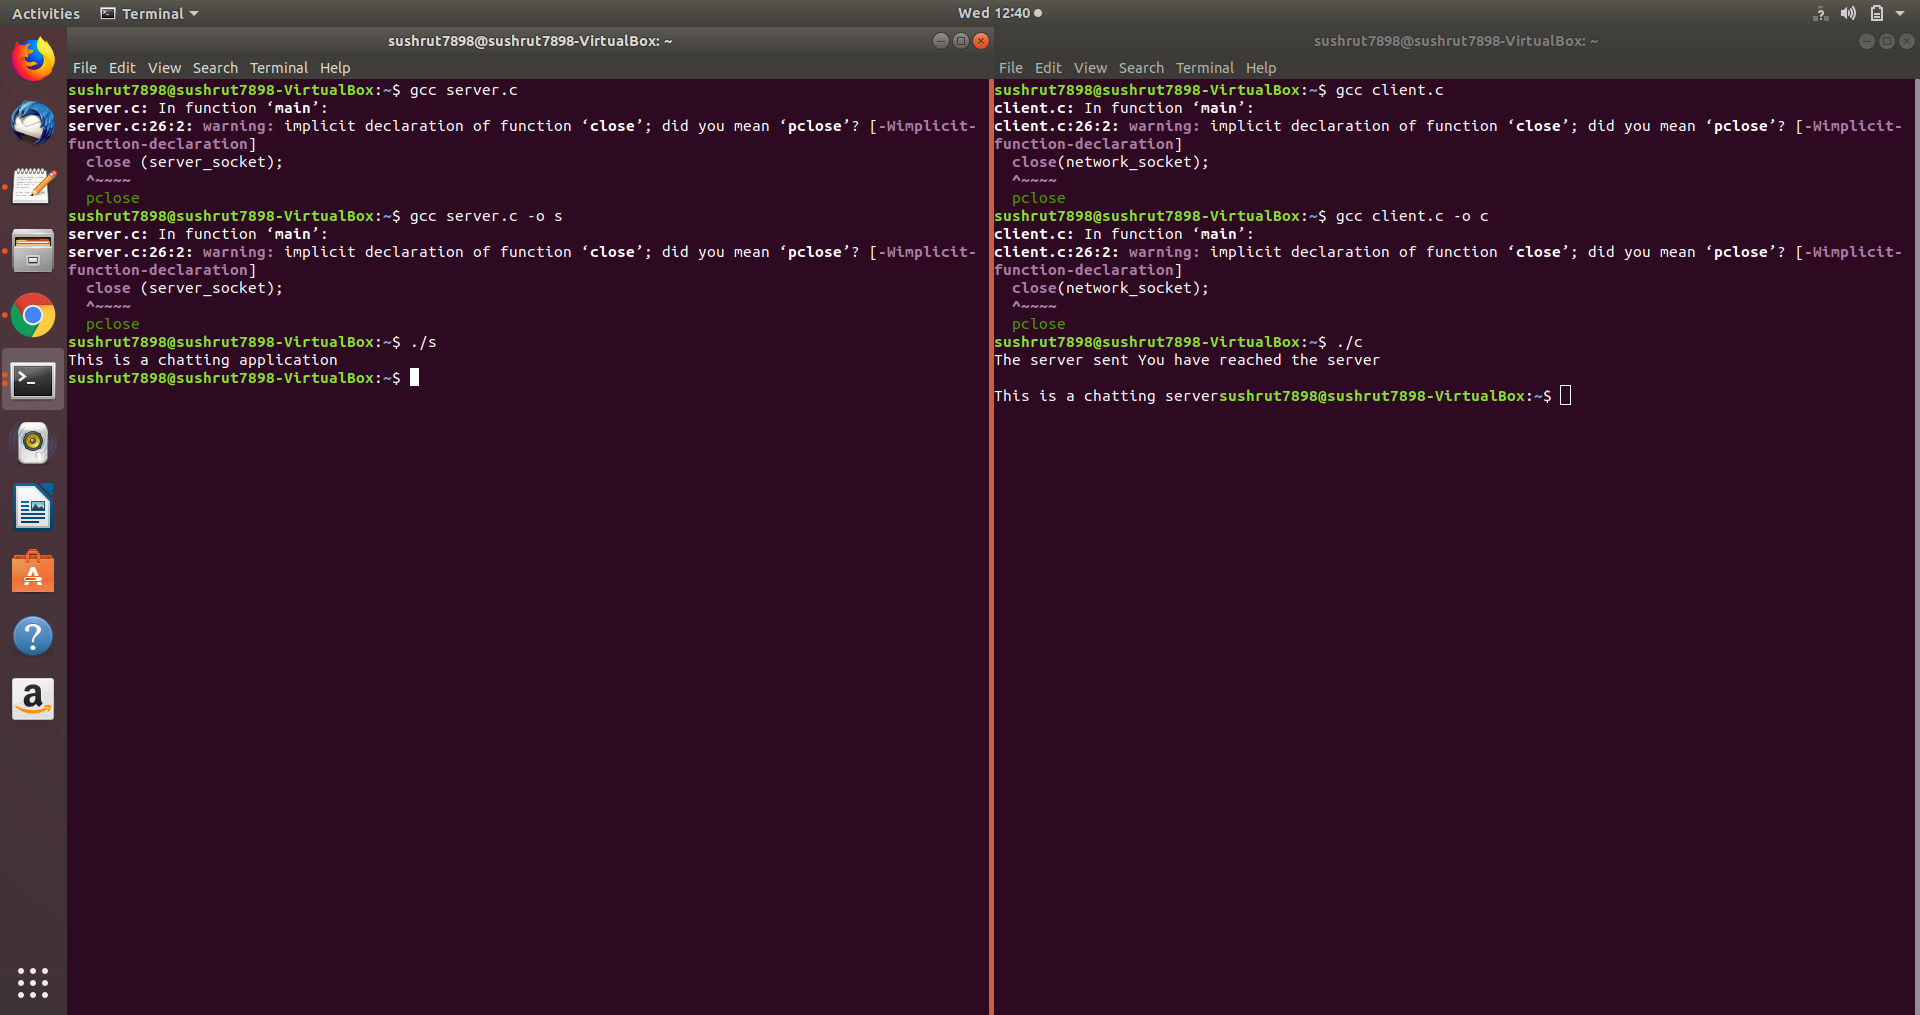 Activities Terminal Wed 12:40
sushrut7898@sushrut7898-VirtualBox: ~
File Edit View Search Terminal Help
sushrut7898@sushrut7898-VirtualBox:~$ gcc server.c
server.c: In function ‘main’:
server.c:26:2: warning: implicit declaration of function ‘close’; did you mean ‘pclose’? [-Wimplicit-
function-declaration]
close (server_socket);
^~~~~
pclose
sushrut7898@sushrut7898-VirtualBox:~$ gcc server.c -o s
server.c: In function ‘main’:
server.c:26:2: warning: implicit declaration of function ‘close’; did you mean ‘pclose’? [-Wimplicit-
function-declaration]
close (server_socket);
^~~~~
pclose
sushrut7898@sushrut7898-VirtualBox:~$ ./s
This is a chatting application
sushrut7898@sushrut7898-VirtualBox:~$
sushrut7898@sushrut7898-VirtualBox: ~
File Edit View Search Terminal Help
sushrut7898@sushrut7898-VirtualBox:~$ gcc client.c
client.c: In function ‘main’:
client.c:26:2: warning: implicit declaration of function ‘close’; did you mean ‘pclose’? [-Wimplicit-
function-declaration]
close(network_socket);
^~~~~
pclose
sushrut7898@sushrut7898-VirtualBox:~$ gcc client.c -o c
client.c: In function ‘main’:
client.c:26:2: warning: implicit declaration of function ‘close’; did you mean ‘pclose’? [-Wimplicit-
function-declaration]
close(network_socket);
^~~~~
pclose
sushrut7898@sushrut7898-VirtualBox:~$ ./c
The server sent You have reached the server
This is a chatting serversushrut7898@sushrut7898-VirtualBox:~$